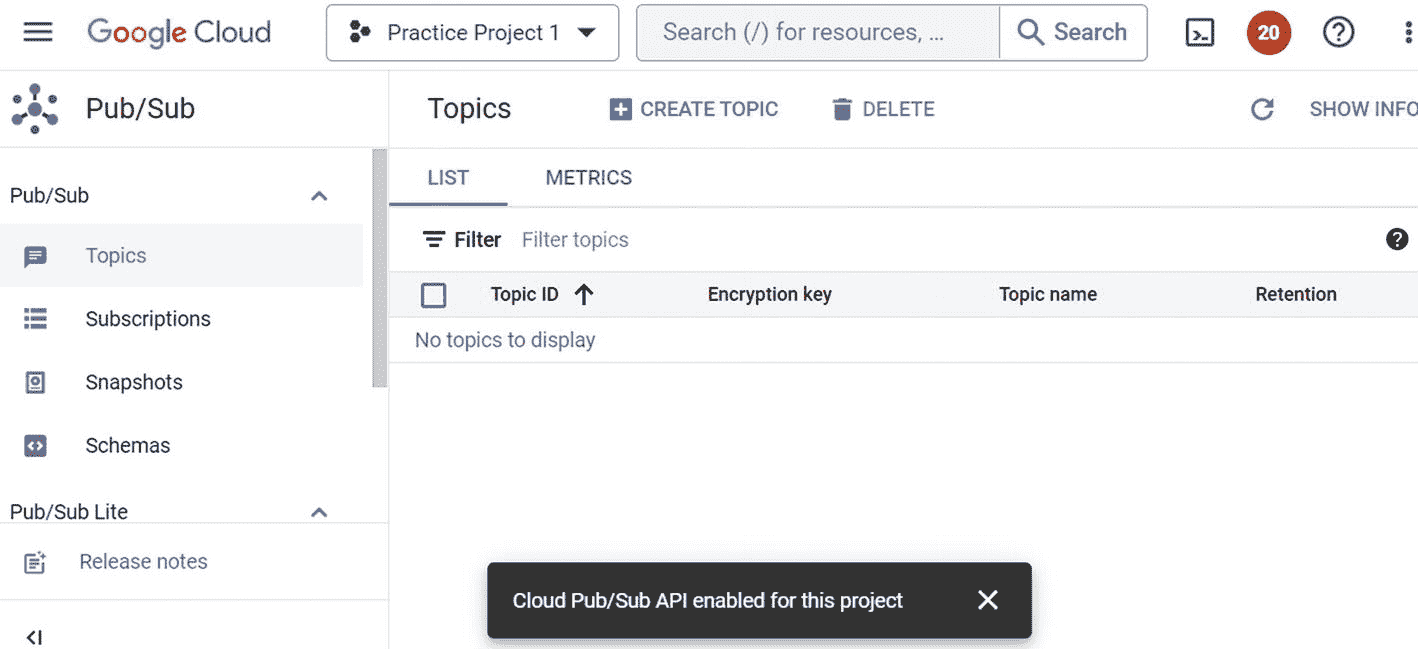 Google Cloud
Practice Project 1
Search (/) for resources, ...
Search
20
Pub/Sub
Topics
CREATE TOPIC
DELETE
SHOW INFO
Pub/Sub
Topics
Subscriptions
Snapshots
Schemas
Pub/Sub Lite
Release notes
LIST
METRICS
Filter
Filter topics
Topic ID
Encryption key
Topic name
Retention
No topics to display
Cloud Pub/Sub API enabled for this project